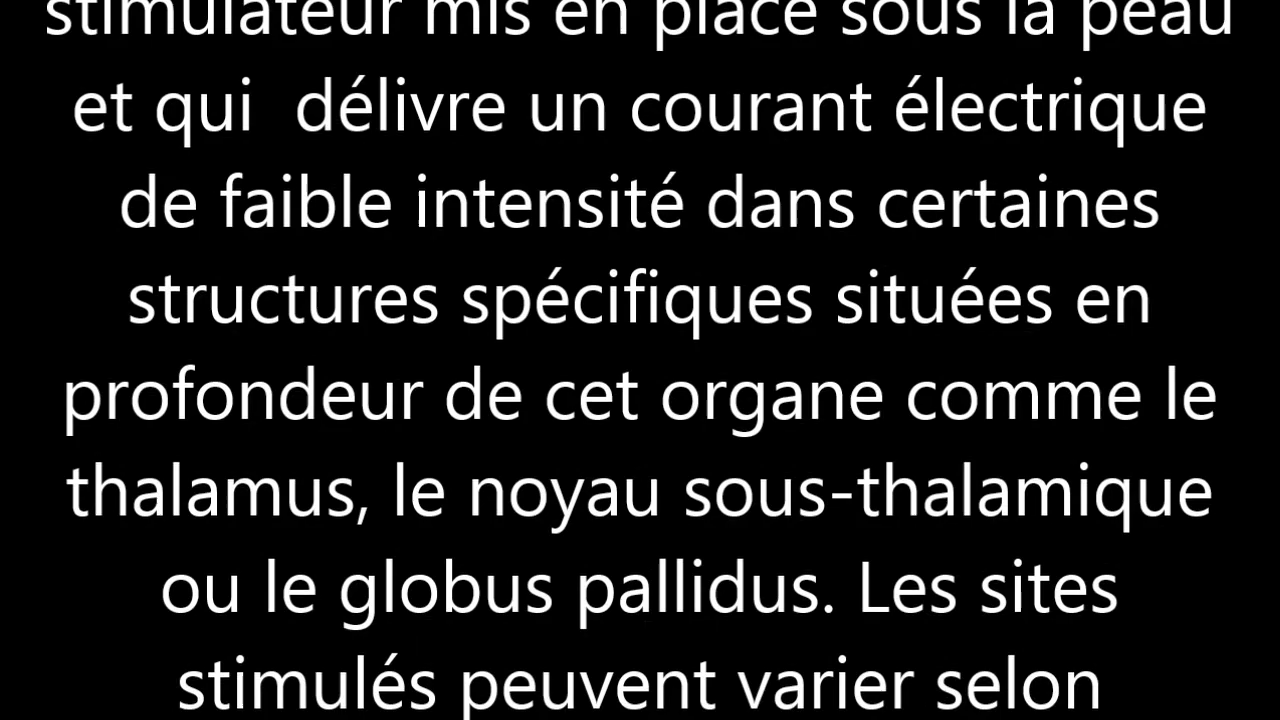 stimulateur mis en place sous la peau
et qui  délivre un courant électrique
de faible intensité dans certaines
structures spécifiques situées en
profondeur de cet organe comme le
thalamus, le noyau sous-thalamique
ou le globus pallidus. Les sites
stimulés peuvent varier selon